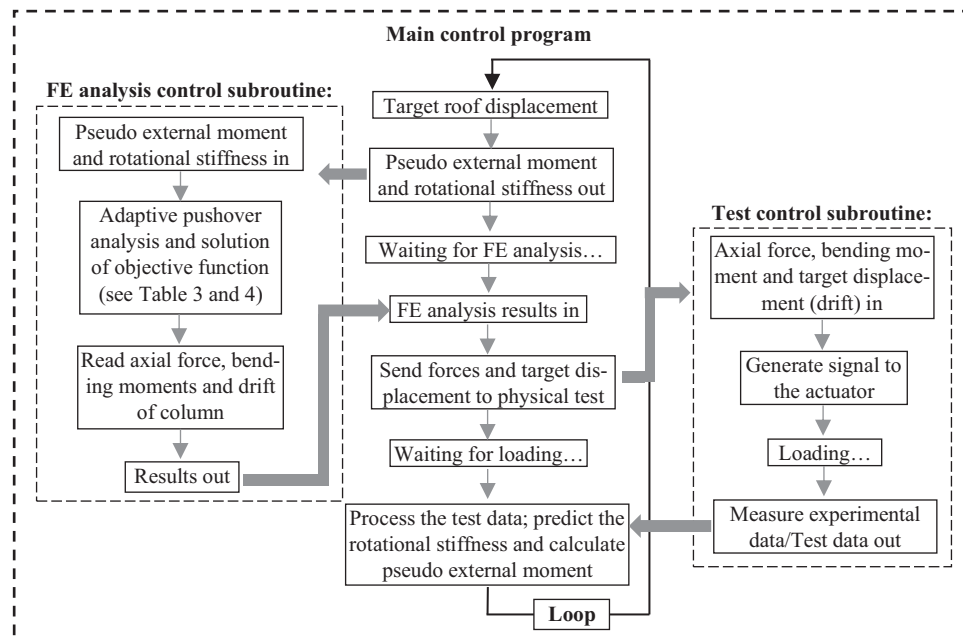 Main control program
FE analysis control subroutine:
Pseudo external moment
and rotational stiffness in
Adaptive pushover
analysis and solution
of objective function
(see Table 3 and 4)
Read axial force, ben-
ding moments and drift
of column
Results out
Target roof displacement
Pseudo external moment
and rotational stiffness out
Waiting for FE analysis…
FE analysis results in
Send forces and target dis-
placement to physical test
Waiting for loading…
Process the test data; predict the
rotational stiffness and calculate
pseudo external moment
Loop
Test control subroutine:
Axial force, bending mo-
ment and target displace-
ment (drift) in
Generate signal to
the actuator
Loading…
Measure experimental
data/Test data out